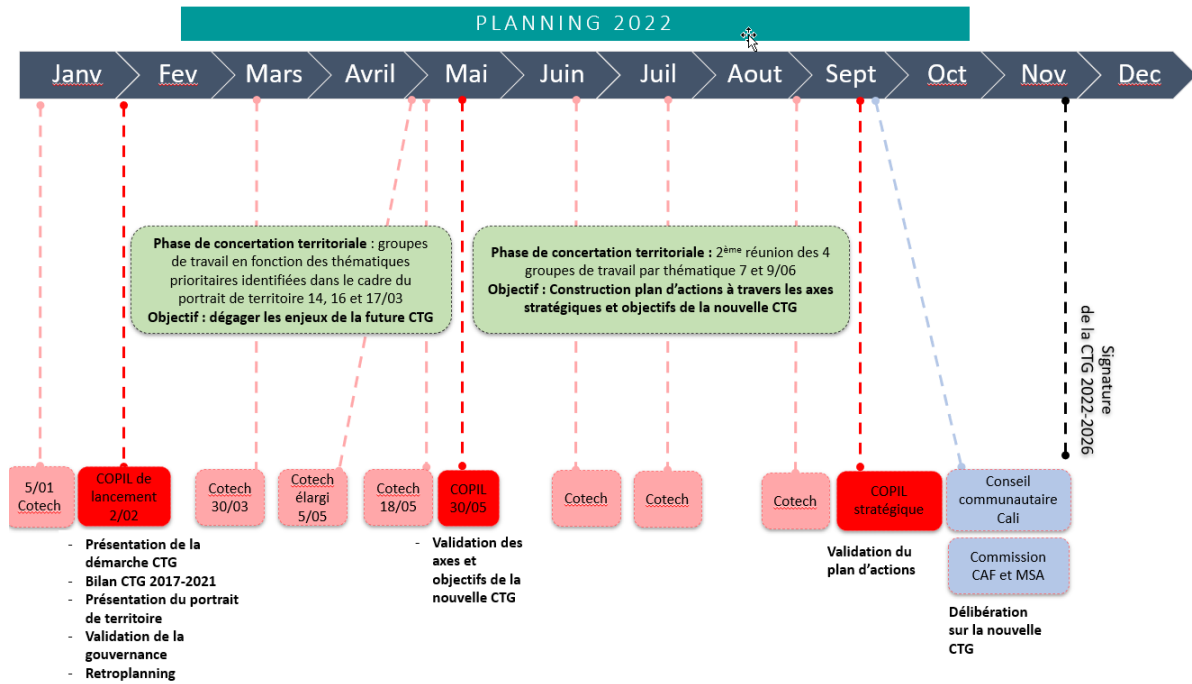 PLANNING 2022
Janv
Fev
Mars
Avril
Mai
Juin
Juil
Aout
Sept
Oct
Nov
Dec
Phase de concertation territoriale : groupes
de travail en fonction des thématiques
prioritaires identifiées dans le cadre du
portrait de territoire 14, 16 et 17/03
Objectif : dégager les enjeux de la future CTG
Phase de concertation territoriale : 2ème réunion des 4
groupes de travail par thématique 7 et 9/06
Objectif : Construction plan d'actions à travers les axes
stratégiques et objectifs de la nouvelle CTG
Signature
de la CTG 2022-2026
5/01
Cotech
COPIL de
lancement
2/02
Cotech
30/03
Cotech
élargi
5/05
Cotech
18/05
COPIL
30/05
Cotech
Cotech
Cotech
COPIL
stratégique
Conseil
communautaire
Cali
Commission
CAF et MSA
- Présentation de la
démarche CTG
- Bilan CTG 2017-2021
- Présentation du portrait
de territoire
- Validation de la
gouvernance
- Retroplanning
- Validation des
axes et
objectifs de la
nouvelle CTG
Validation du
plan d'actions
Délibération
sur la nouvelle
CTG